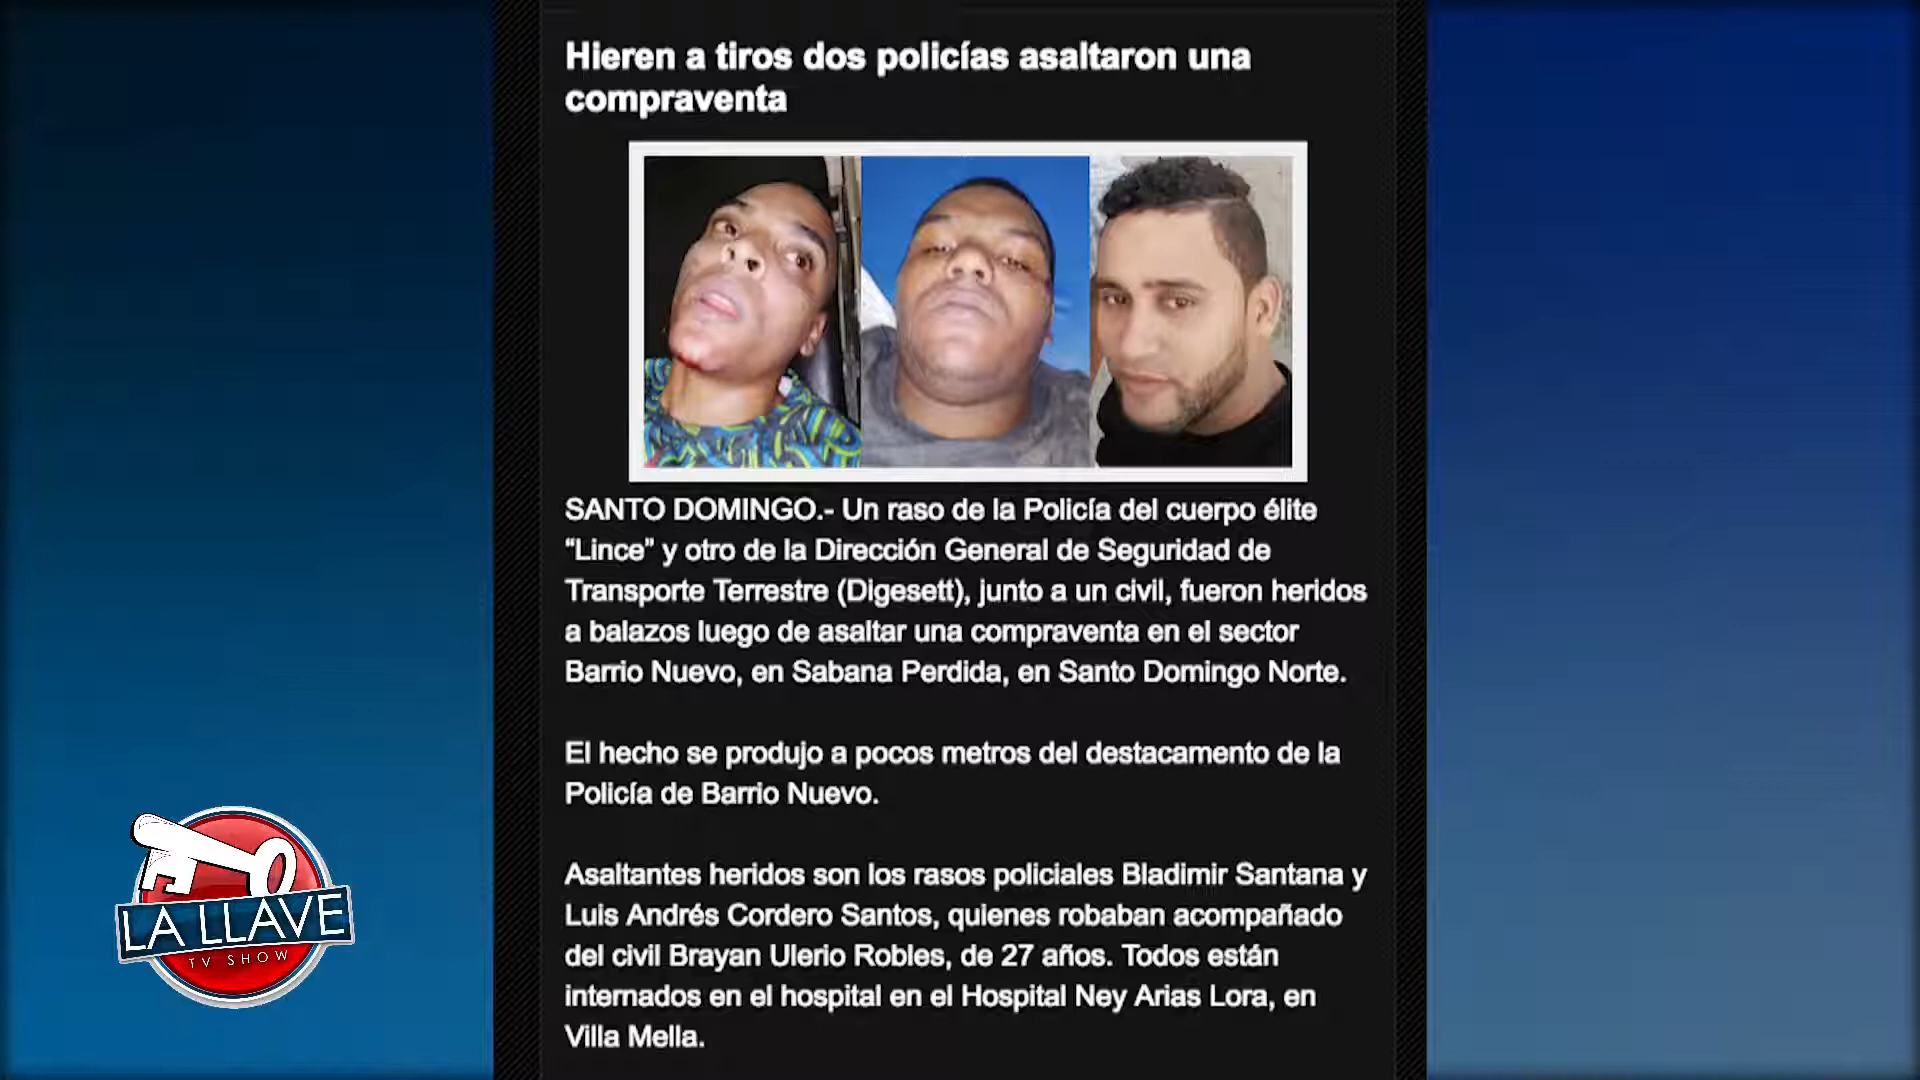 Hieren a tiros dos policías asaltaron una
compraventa
SANTO DOMINGO.- Un raso de la Policía del cuerpo élite
“Lince” y otro de la Dirección General de Seguridad de
Transporte Terrestre (Digesett), junto a un civil, fueron heridos
a balazos luego de asaltar una compraventa en el sector
Barrio Nuevo, en Sabana Perdida, en Santo Domingo Norte.
El hecho se produjo a pocos metros del destacamento de la
Policía de Barrio Nuevo.
Asaltantes heridos son los rasos policiales Bladimir Santana y
Luis Andrés Cordero Santos, quienes robaban acompañado
del civil Brayan Ulerio Robles, de 27 años. Todos están
internados en el hospital en el Hospital Ney Arias Lora, en
Villa Mella.
LA LLAVE
TV SHOW